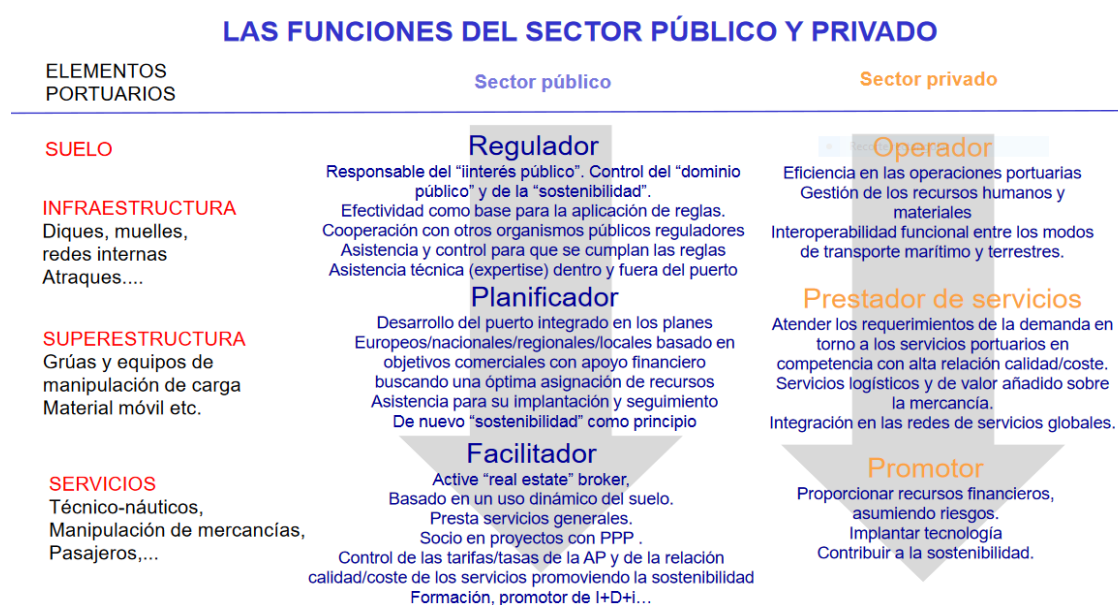 LAS FUNCIONES DEL SECTOR PÚBLICO Y PRIVADO
ELEMENTOS
PORTUARIOS
Sector público
Sector privado
SUELO
INFRAESTRUCTURA
Diques, muelles,
redes internas
Atraques....
SUPERESTRUCTURA
Grúas y equipos de
manipulación de carga
Material móvil etc.
SERVICIOS
Técnico-náuticos,
Manipulación de mercancías,
Pasajeros,...
Regulador
Responsable del “iinterés público”. Control del “dominio
público” y de la “sostenibilidad”.
Efectividad como base para la aplicación de reglas.
Cooperación con otros organismos públicos reguladores
Asistencia y control para que se cumplan las reglas
Asistencia técnica (expertise) dentro y fuera del puerto
Planificador
Desarrollo del puerto integrado en los planes
Europeos/nacionales/regionales/locales basado en
objetivos comerciales con apoyo financiero
buscando una óptima asignación de recursos
Asistencia para su implantación y seguimiento
De nuevo “sostenibilidad” como principio
Facilitador
Active “real estate” broker,
Basado en un uso dinámico del suelo.
Presta servicios generales.
Socio en proyectos con PPP .
Control de las tarifas/tasas de la AP y de la relación
calidad/coste de los servicios promoviendo la sostenibilidad
Formación, promotor de I+D+i…
Operador
Eficiencia en las operaciones portuarias
Gestión de los recursos humanos y
materiales
Interoperabilidad funcional entre los modos
de transporte marítimo y terrestres.
Prestador de servicios
Atender los requerimientos de la demanda en
torno a los servicios portuarios en
competencia con alta relación calidad/coste.
Servicios logísticos y de valor añadido sobre
la mercancía.
Integración en las redes de servicios globales.
Promotor
Proporcionar recursos financieros,
asumiendo riesgos.
Implantar tecnología
Contribuir a la sostenibilidad.